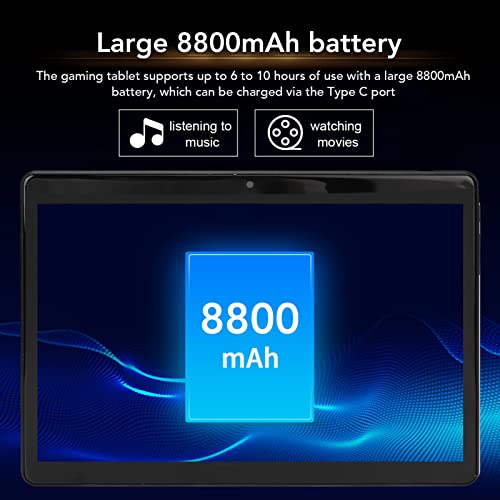 Large 8800mAh battery
The gaming tablet supports up to 6 to 10 hours of use with a large 8800mAh
battery, which can be charged via the Type C port
listening to
music
watching
movies
8800
mAh